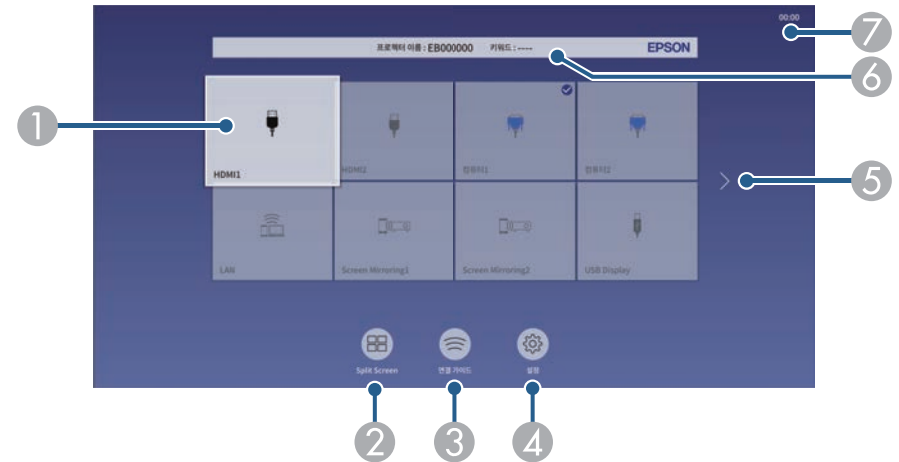 00:00
프로젝터 이름 : EB000000 키워드 : ---- EPSON
HDMI1 HDMI2 컴퓨터1 컴퓨터2
LAN Screen Mirroring1 Screen Mirroring2 USB Display
Split Screen 연결 가이드 설정
1
2
3
4
5
6
7